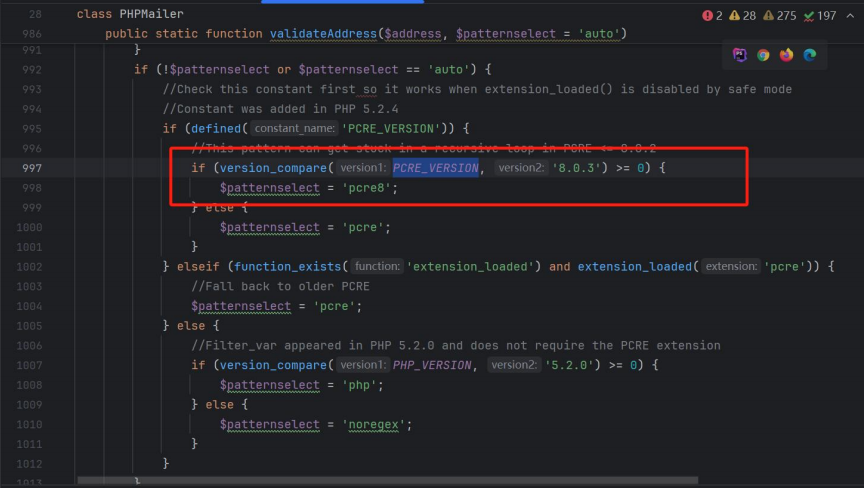 28 class PHPMailer 2 28 275 197
986 public static function validateAddress($address, $patternselect = 'auto')
991 }
992 if (!$patternselect or $patternselect == 'auto') {
993 //Check this constant first so it works when extension_loaded() is disabled by safe mode
994 //Constant was added in PHP 5.2.4
995 if (defined( constant_name: 'PCRE_VERSION')) {
996 //This pattern can get stuck in a recursive loop in PCRE <= 8.0.2
997 if (version_compare( version1: PCRE_VERSION, version2: '8.0.3') >= 0) {
998 $patternselect = 'pcre8';
999 } else {
1000 $patternselect = 'pcre';
1001 }
1002 } elseif (function_exists( function: 'extension_loaded') and extension_loaded( extension: 'pcre')) {
1003 //Fall back to older PCRE
1004 $patternselect = 'pcre';
1005 } else {
1006 //Filter_var appeared in PHP 5.2.0 and does not require the PCRE extension
1007 if (version_compare( version1: PHP_VERSION, version2: '5.2.0') >= 0) {
1008 $patternselect = 'php';
1009 } else {
1010 $patternselect = 'noregex';
1011 }
1012 }
1013 }